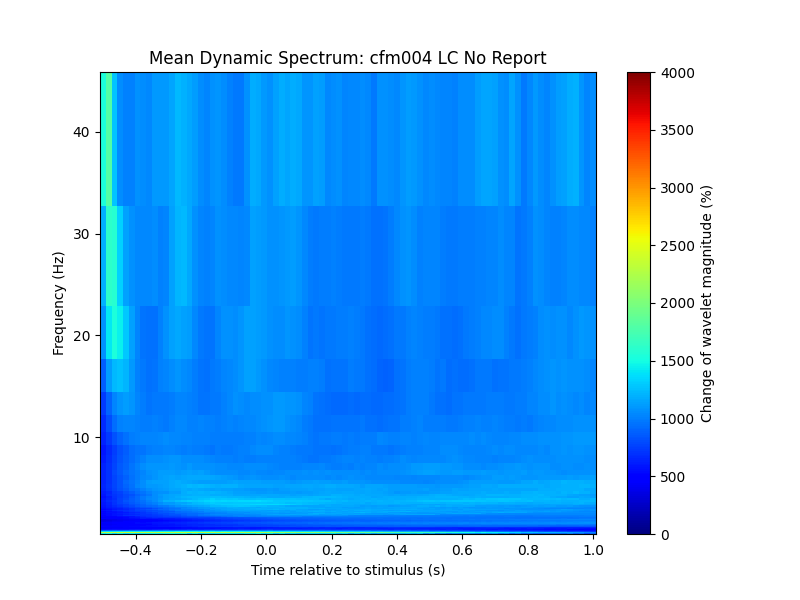 Mean Dynamic Spectrum: cfm004 LC No Report
Frequency (Hz)
40
30
20
10
−0.4 −0.2 0.0 0.2 0.4 0.6 0.8 1.0
Time relative to stimulus (s)
4000
3500
3000
2500
2000
1500
1000
500
0
Change of wavelet magnitude (%)